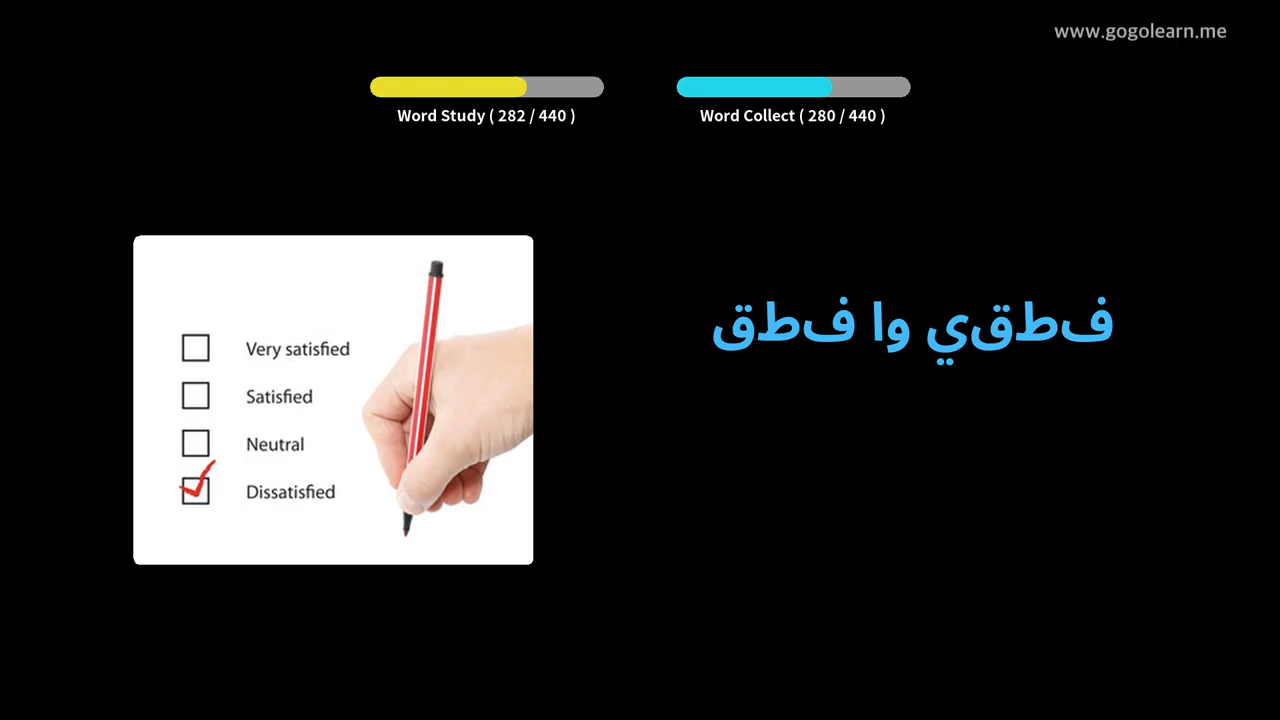 www.gogolearn.me
Word Study ( 282 / 440 )
Word Collect ( 280 / 440 )
فطقي وا فطق
Very satisfied
Satisfied
Neutral
Dissatisfied